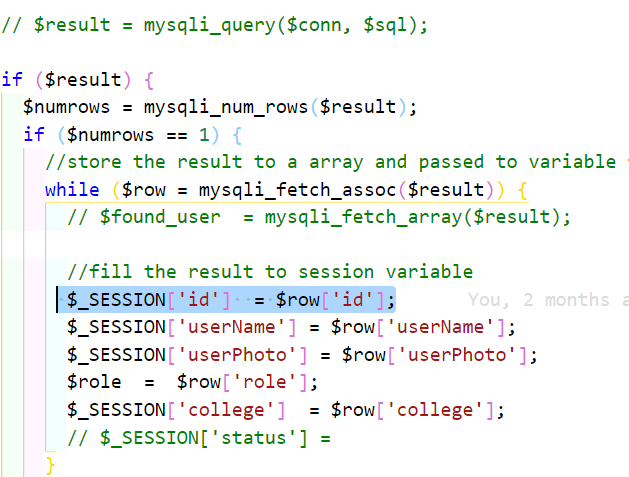 // $result = mysqli_query($conn, $sql);
if ($result) {
$numrows = mysqli_num_rows($result);
if ($numrows == 1) {
//store the result to a array and passed to variable
while ($row = mysqli_fetch_assoc($result)) {
// $found_user  = mysqli_fetch_array($result);
//fill the result to session variable
$_SESSION['id']  = $row['id']; You, 2 months
$_SESSION['userName'] = $row['userName'];
$_SESSION['userPhoto'] = $row['userPhoto'];
$role  =  $row['role'];
$_SESSION['college']  = $row['college'];
// $_SESSION['status'] =
}